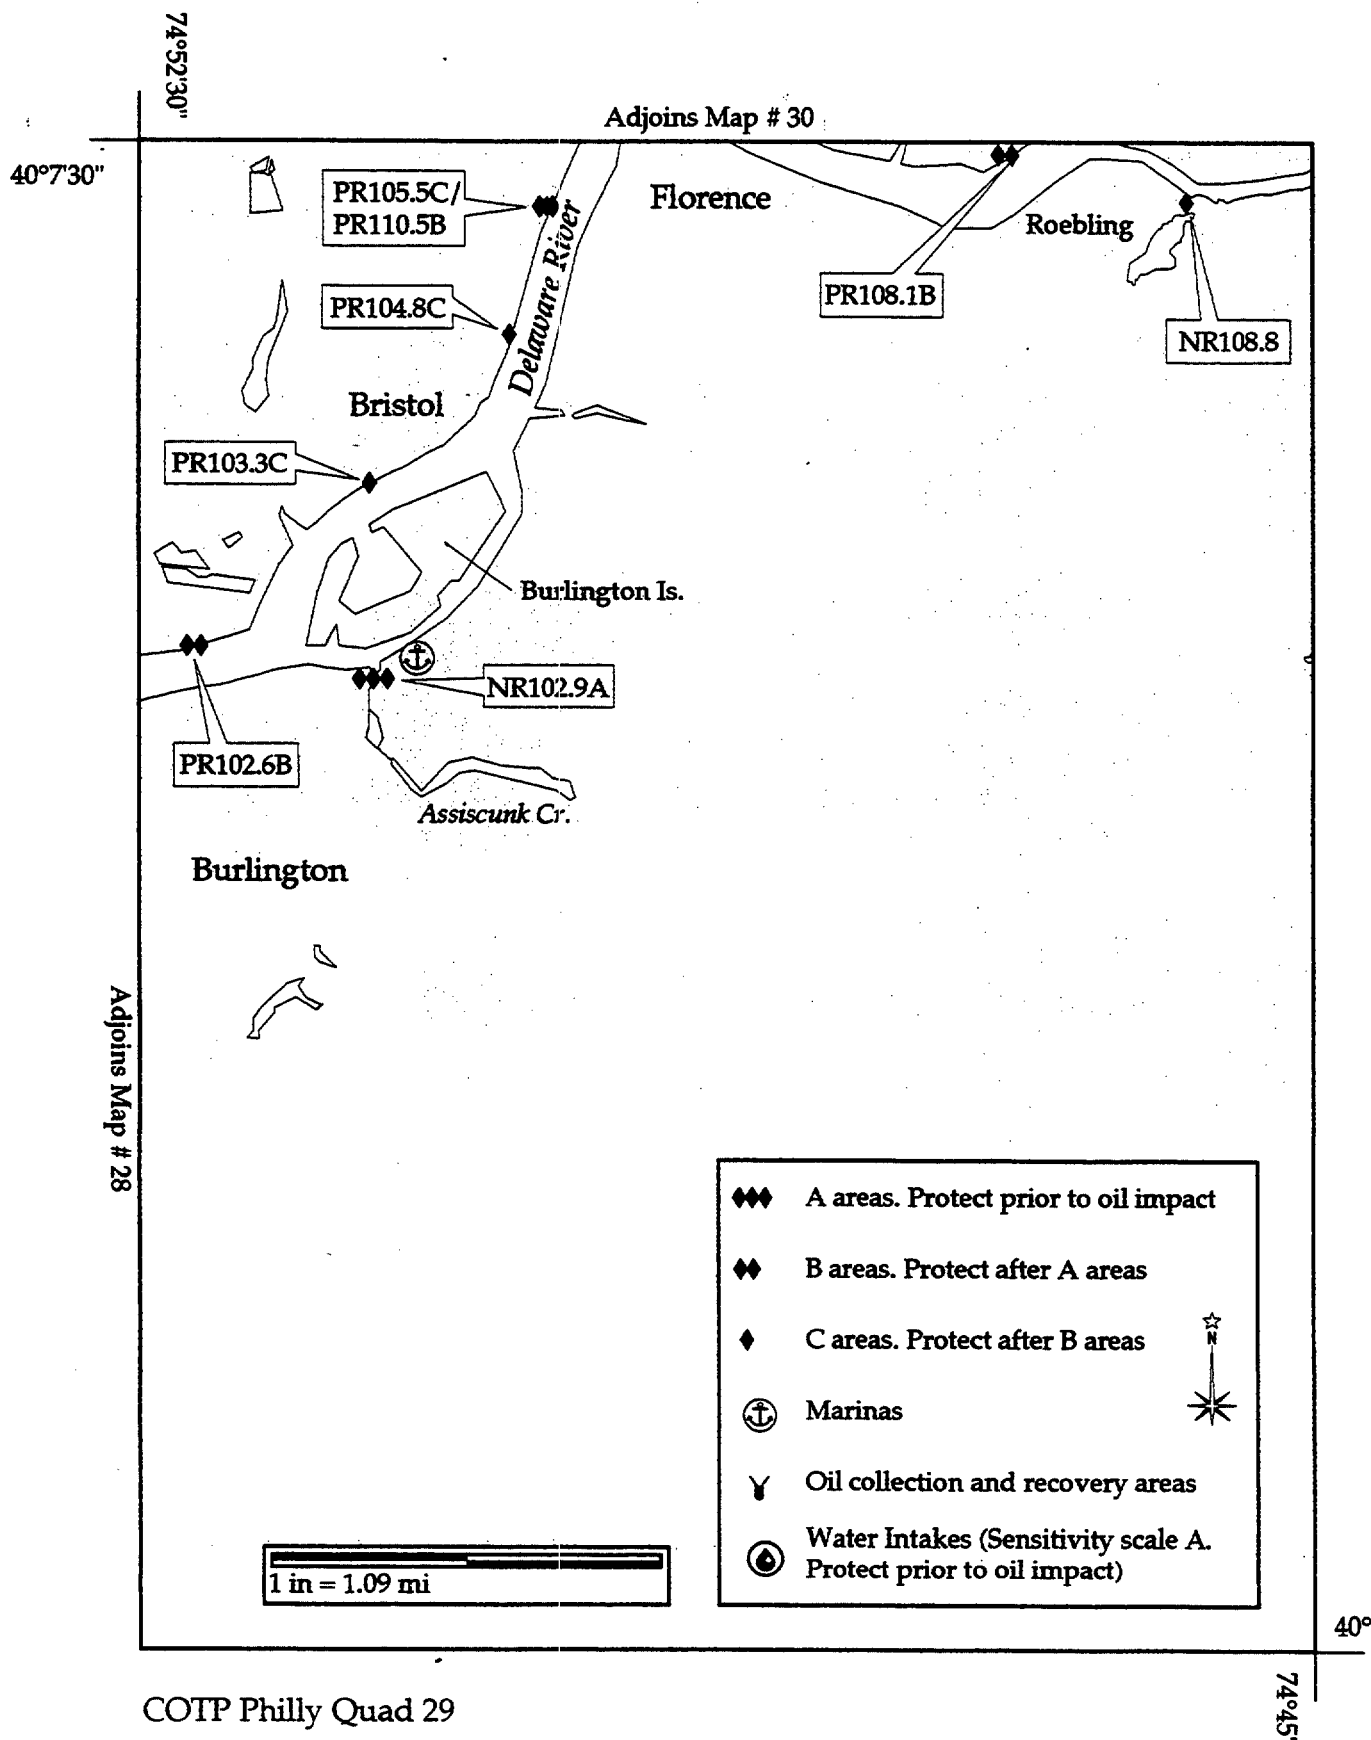 74°52'30"
Adjoins Map # 30
40°7'30"
PR105.5C/
PR110.5B
Florence
Delaware River
Roebling
PR104.8C
PR108.1B
NR108.8
Bristol
PR103.3C
Burlington Is.
NR102.9A
PR102.6B
Assiscunk Cr.
Burlington
Adjoins Map # 28
A areas. Protect prior to oil impact
B areas. Protect after A areas
C areas. Protect after B areas
N
Marinas
Oil collection and recovery areas
Water Intakes (Sensitivity scale A.
Protect prior to oil impact)
1 in = 1.09 mi
40°
74°45'
COTP Philly Quad 29